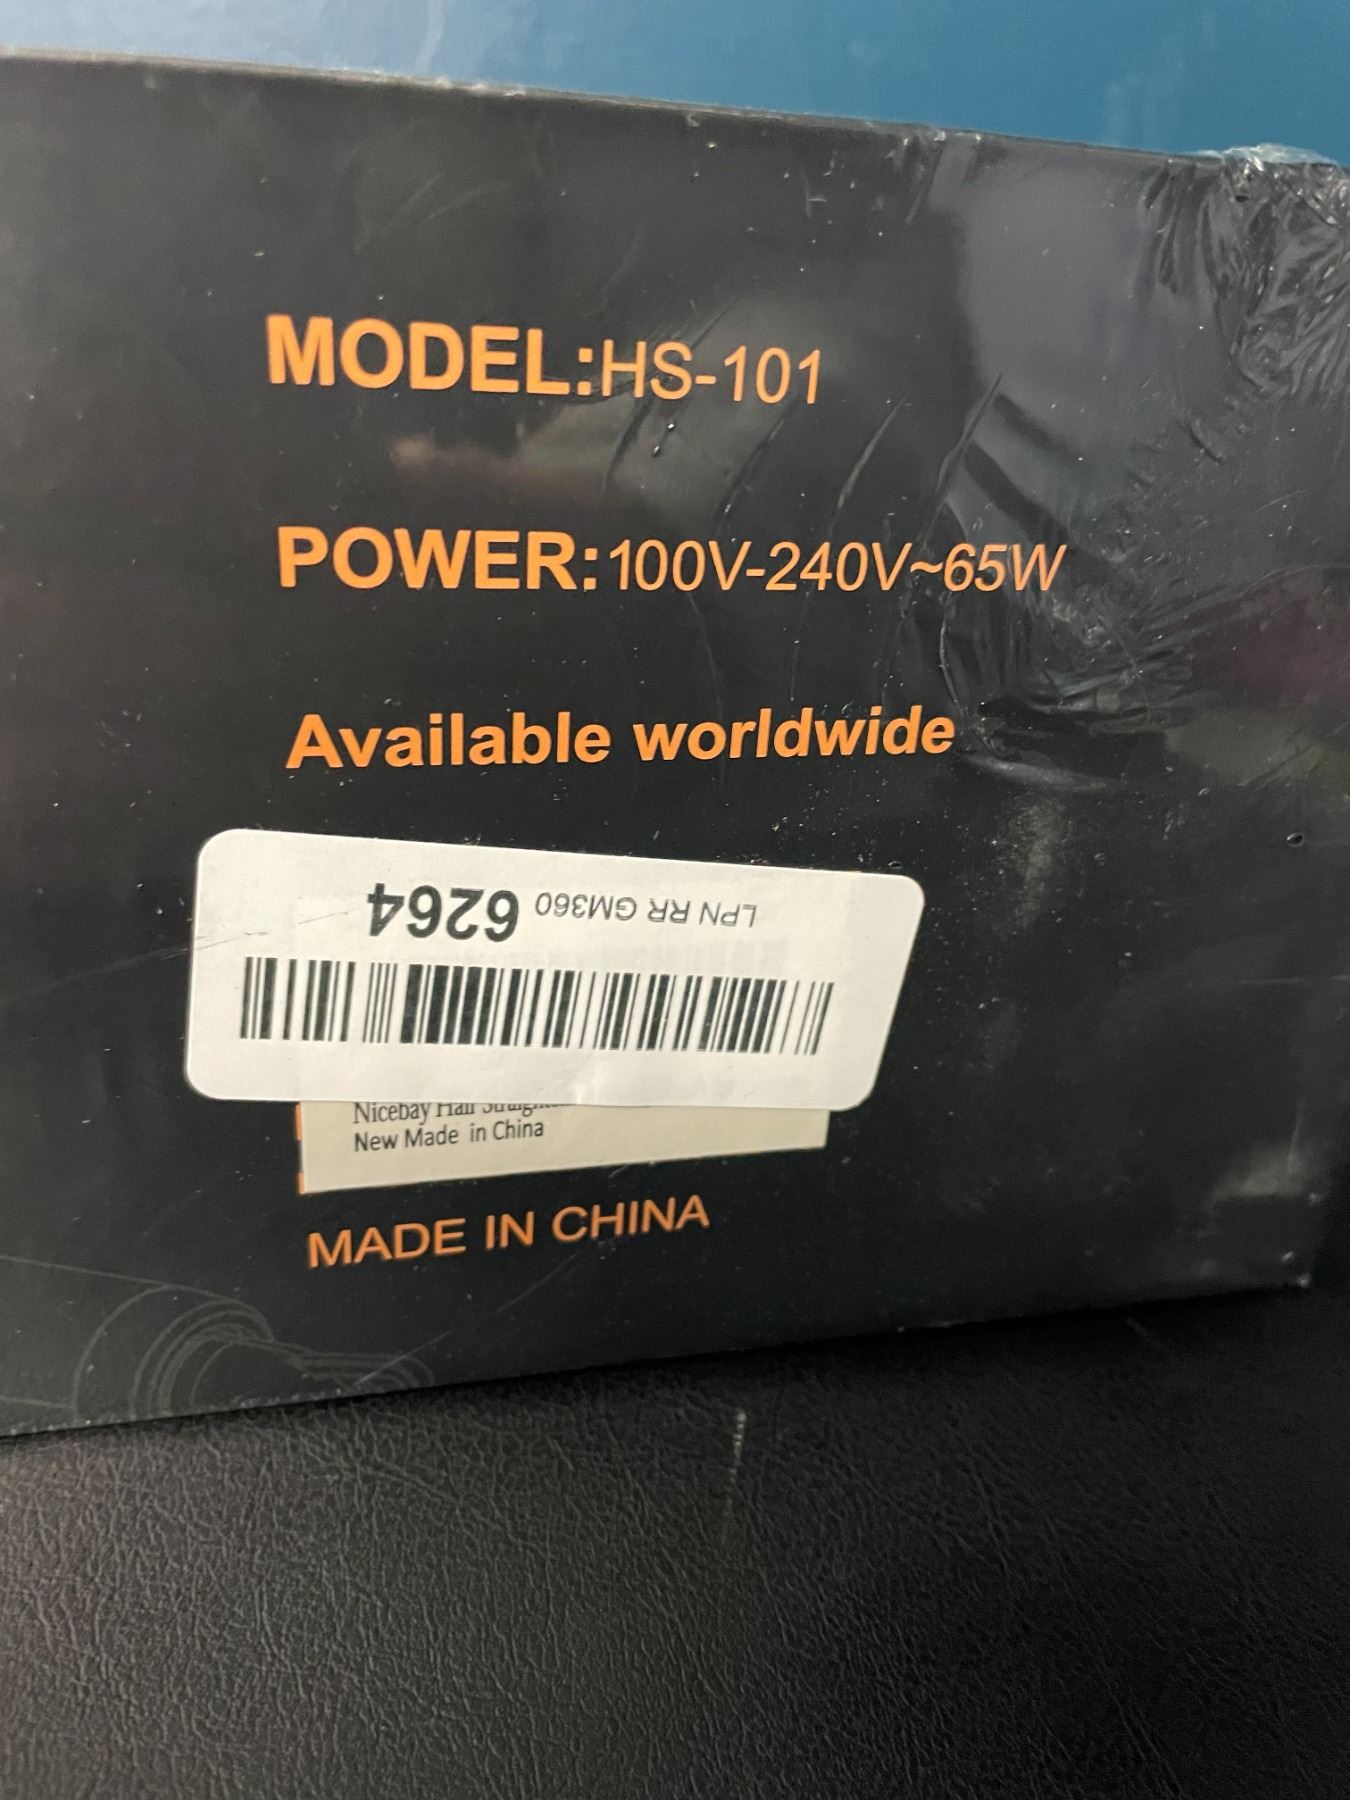 MODEL:HS-101
POWER:100V-240V~65W
Available worldwide
LPN RR GM360 6264
Nicebay Hair
New Made in China
MADE IN CHINA